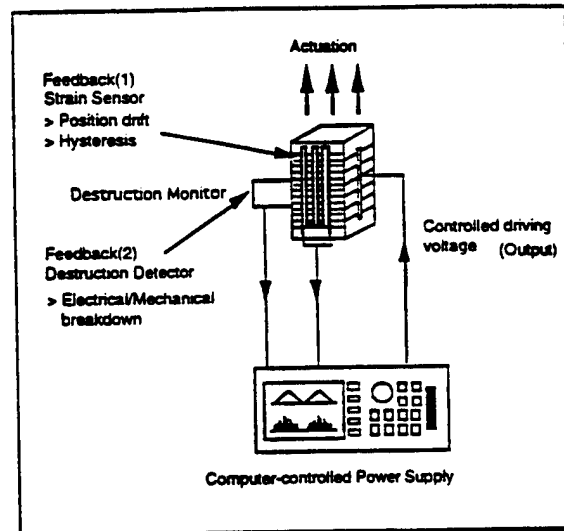 Actuation
Feedback(1)
Strain Sensor
> Position drift
> Hysteresis
Destruction Monitor
Feedback(2)
Destruction Detector
> Electrical/Mechanical
breakdown
Controlled driving
voltage (Output)
Computer-controlled Power Supply